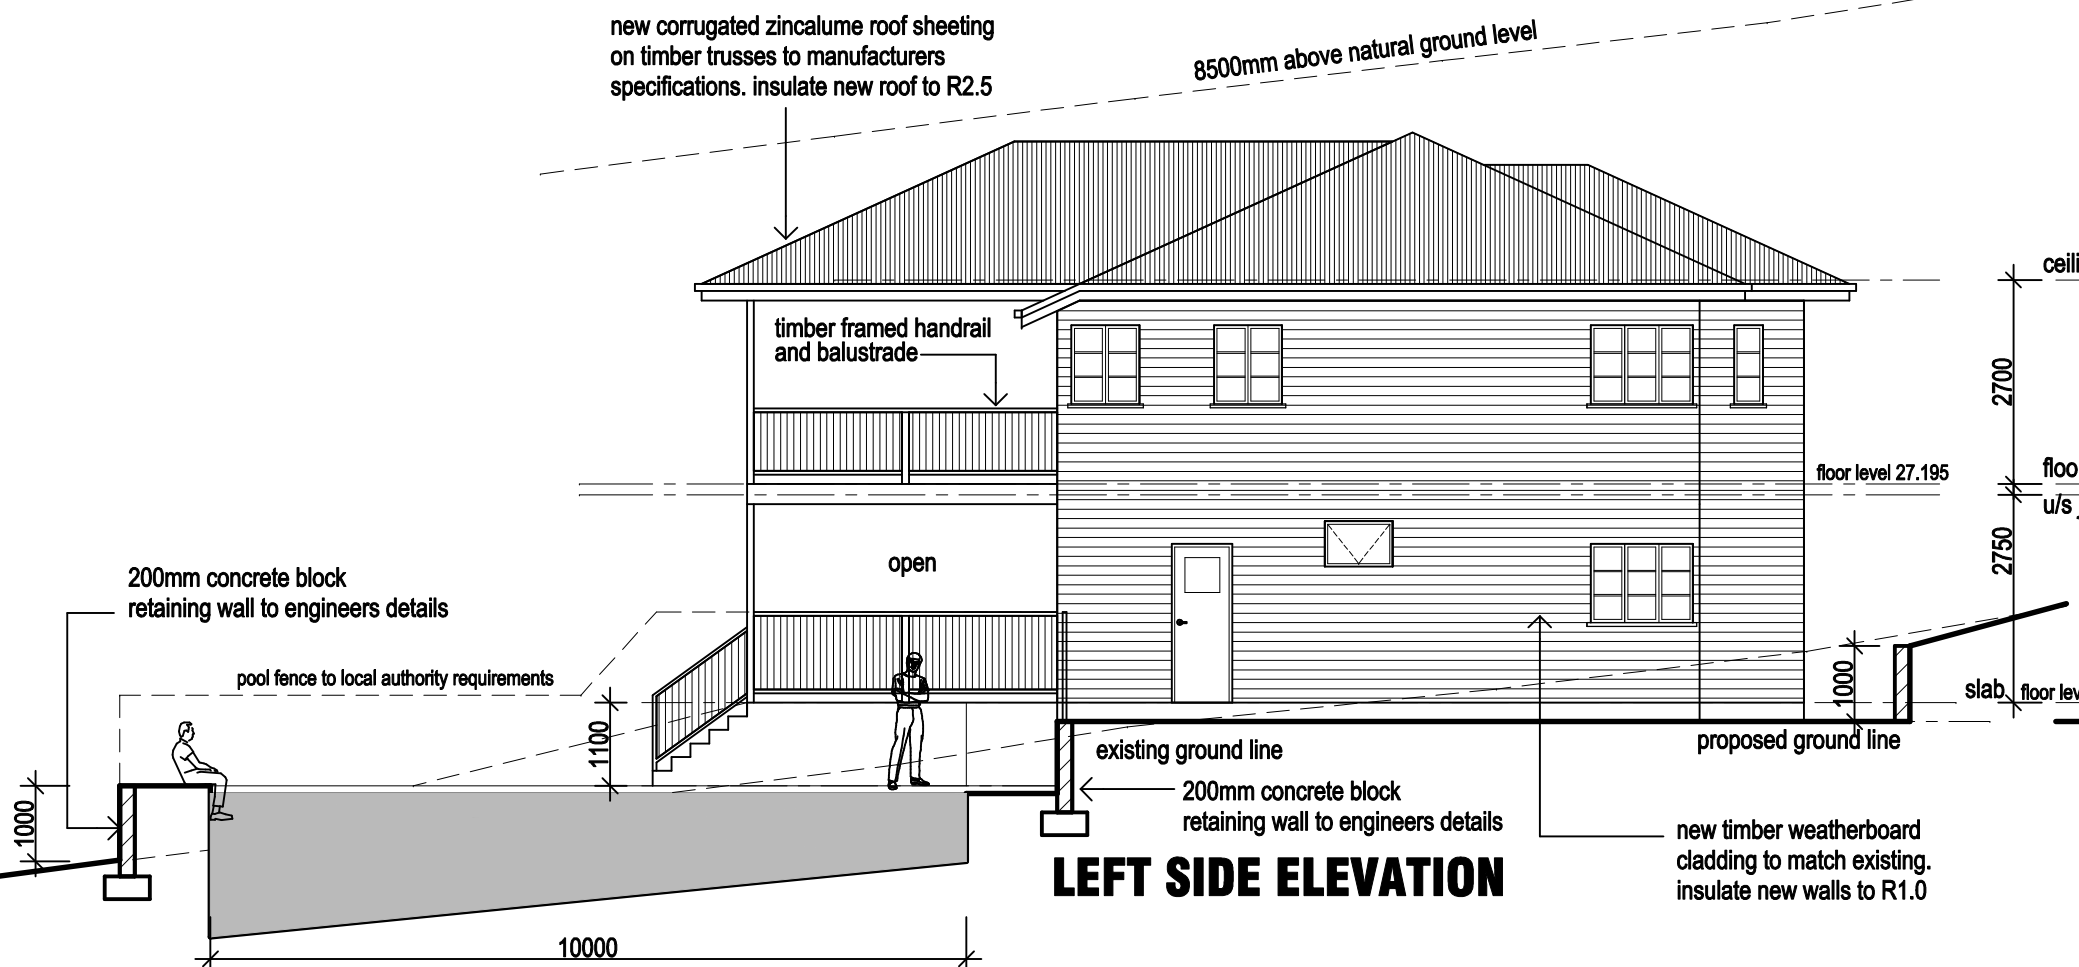 new corrugated zincalume roof sheeting
on timber trusses to manufacturers
specifications. insulate new roof to R2.5
8500mm above natural ground level
ceili
timber framed handrail
and balustrade
2700
floor level 27.195
floo
u/s
open
2750
200mm concrete block
retaining wall to engineers details
pool fence to local authority requirements
1000
slab
floor lev
1100
existing ground line
proposed ground line
1000
200mm concrete block
retaining wall to engineers details
new timber weatherboard
cladding to match existing.
insulate new walls to R1.0
LEFT SIDE ELEVATION
10000